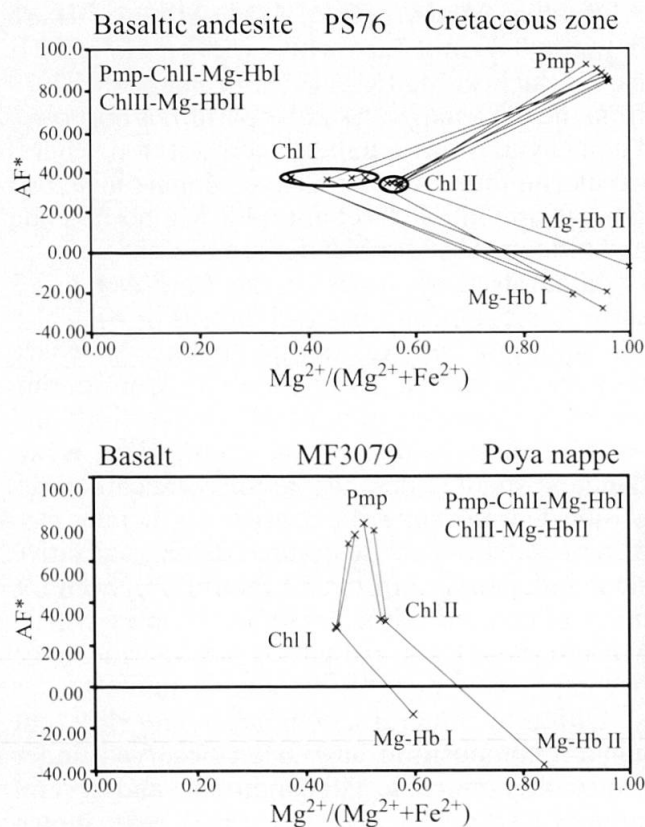 Basaltic andesite PS76 Cretaceous zone
AF*
100.0
80.00
60.00
40.00
20.00
0.00
-20.00
-40.00
Pmp-ChlI-Mg-HbI
ChlII-Mg-HbII
Pmp
Chl I
Chl II
Mg-Hb II
Mg-Hb I
0.00 0.20 0.40 0.60 0.80 1.00
Mg2+/(Mg2++Fe2+)
Basalt MF3079 Poya nappe
AF*
100.0
80.00
60.00
40.00
20.00
0.00
-20.00
-40.00
Pmp
Pmp-ChlI-Mg-HbI
ChlII-Mg-HbII
Chl I
Chl II
Mg-Hb I
Mg-Hb II
0.00 0.20 0.40 0.60 0.80 1.00
Mg2+/(Mg2++Fe2+)